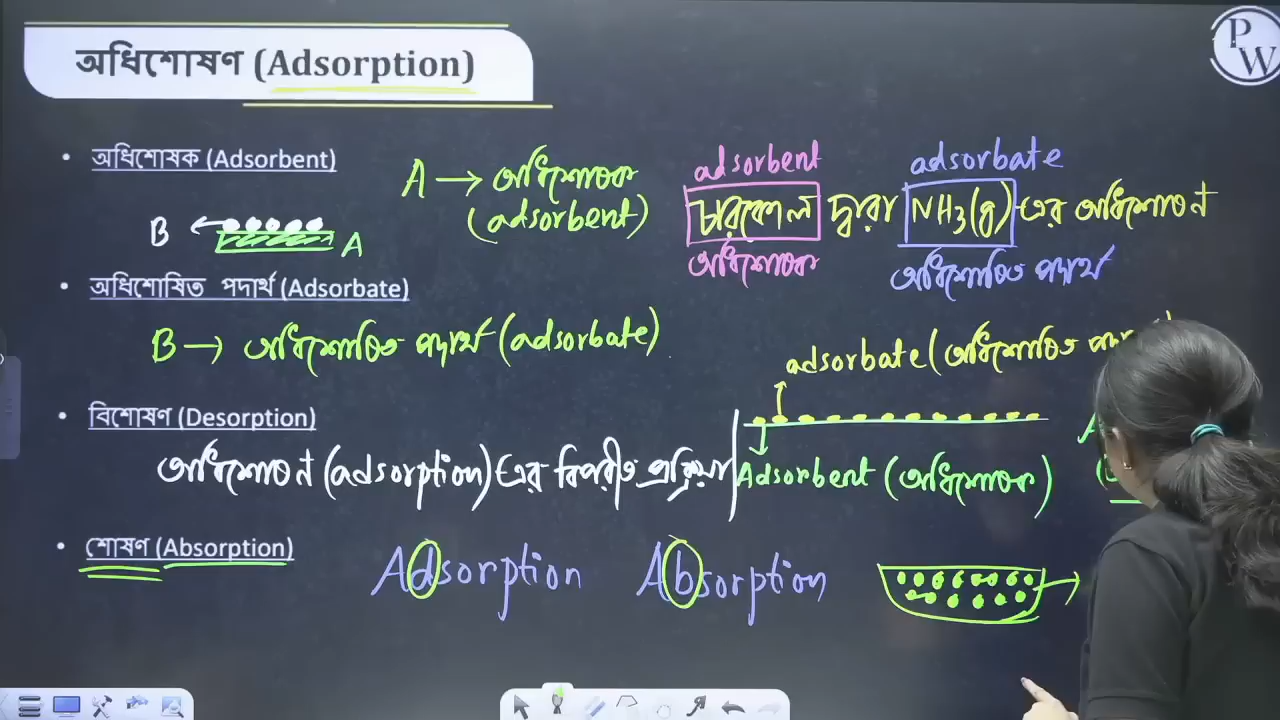 অধিশোষণ (Adsorption)
PW
• অধিশোষক (Adsorbent)
A → অধিশোষক
(adsorbent)
B
A
adsorbent
adsorbate
চারকোল দ্বারা NH3(g)-এর অধিশোষণ
অধিশোষক
অধিশোষিত পদার্থ
• অধিশোষিত পদার্থ (Adsorbate)
B → অধিশোষিত পদার্থ (adsorbate)
adsorbate (অধিশোষিত
• বিশোষণ (Desorption)
অধিশোষণ (adsorption) এর বিপরীত প্রক্রিয়া
Adsorbent (অধিশোষক)
• শোষণ (Absorption)
Adsorption Absorption